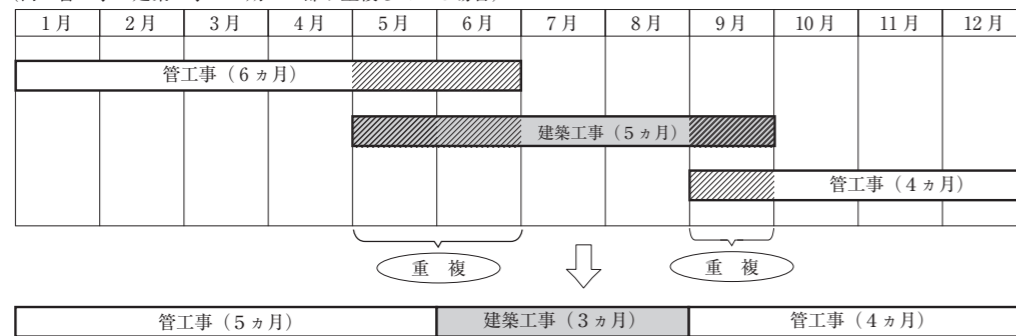 1月 2月 3月 4月 5月 6月 7月 8月 9月 10月 11月 12月
管工事（6ヵ月）
建築工事（5ヵ月）
管工事（4ヵ月）
重 複 重 複
管工事（5ヵ月） 建築工事（3ヵ月） 管工事（4ヵ月）